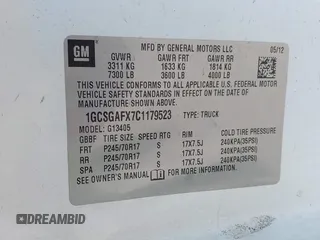 GM
MFD BY GENERAL MOTORS LLC 05/12
GVWR GAWR FRT GAWR RR
3311 KG 1633 KG 1814 KG
7300 LB 3600 LB 4000 LB
THIS VEHICLE CONFORMS TO ALL APPLICABLE U.S. FEDERAL MOTOR
VEHICLE SAFETY STANDARDS IN EFFECT ON THE DATE OF
MANUFACTURE SHOWN ABOVE.
1GCSGAFX7C1179523 TYPE: TRUCK
MODEL: G13405
GBBF TIRE SIZE SPEED RTG RIM COLD TIRE PRESSURE
FRT P245/70R17 S 17X7.5J 240KPA(35PSI)
RR P245/70R17 S 17X7.5J 240KPA(35PSI)
SPA P245/70R17 S 17X7.5J 240KPA(35PSI)
SEE OWNER'S MANUAL FOR ADDITIONAL INFORMATION.
DREAMBID